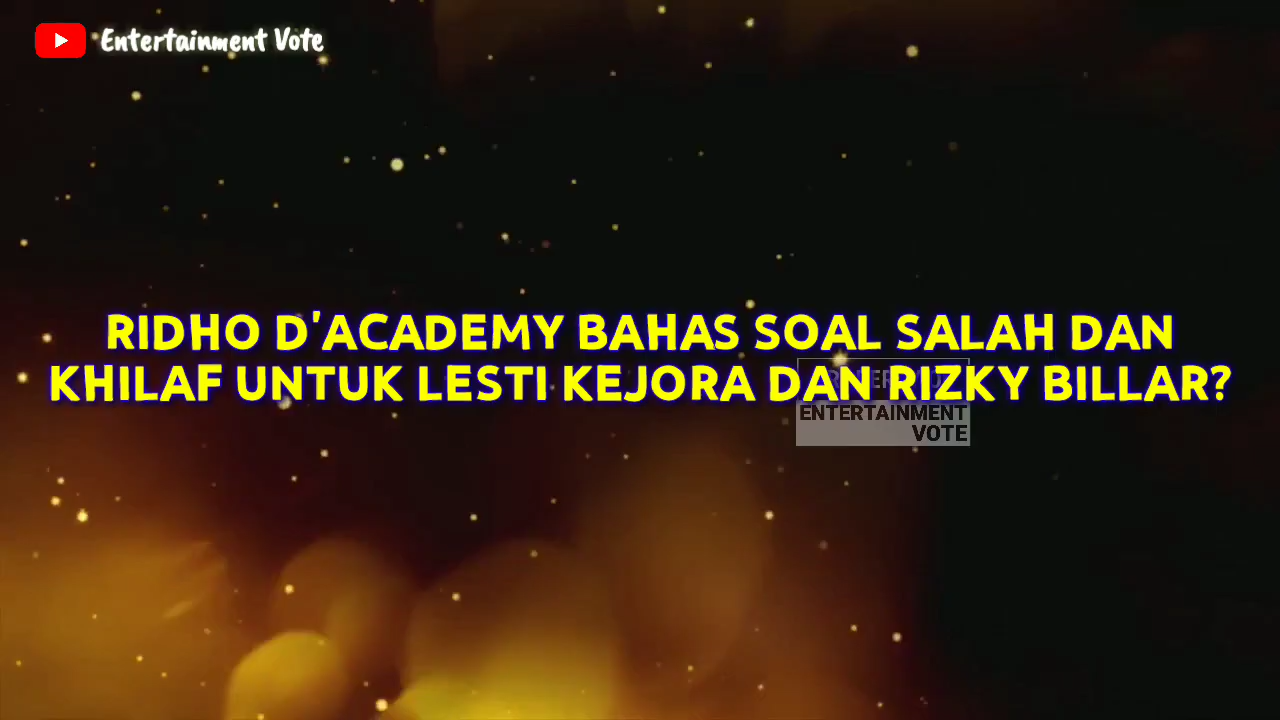 Entertainment Vote
RIDHO D'ACADEMY BAHAS SOAL SALAH DAN
KHILAF UNTUK LESTI KEJORA DAN RIZKY BILLAR?
ENTERTAINMENT
VOTE